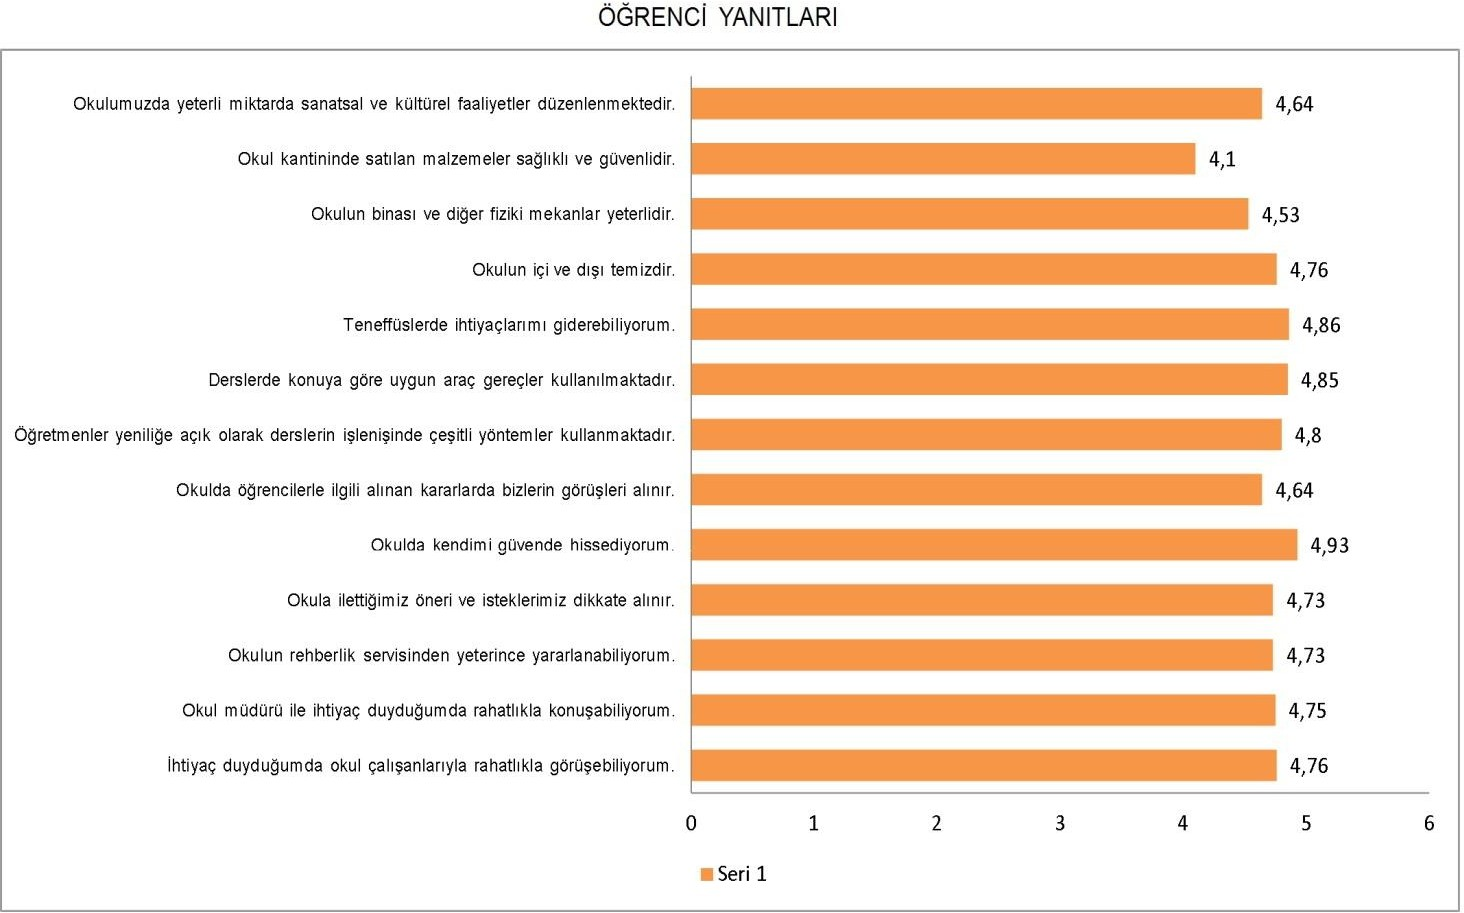 ÖĞRENCİ YANITLARI
Okulumuzda yeterli miktarda sanatsal ve kültürel faaliyetler düzenlenmektedir. 4,64
Okul kantininde satılan malzemeler sağlıklı ve güvenlidir. 4,1
Okulun binası ve diğer fiziki mekanlar yeterlidir. 4,53
Okulun içi ve dışı temizdir. 4,76
Teneffüslerde ihtiyaçlarımı giderebiliyorum. 4,86
Derslerde konuya göre uygun araç gereçler kullanılmaktadır. 4,85
Öğretmenler yeniliğe açık olarak derslerin işlenişinde çeşitli yöntemler kullanmaktadır. 4,8
Okulda öğrencilerle ilgili alınan kararlarda bizlerin görüşleri alınır. 4,64
Okulda kendimi güvende hissediyorum. 4,93
Okula ilettiğimiz öneri ve isteklerimiz dikkate alınır. 4,73
Okulun rehberlik servisinden yeterince yararlanabiliyorum. 4,73
Okul müdürü ile ihtiyaç duyduğumda rahatlıkla konuşabiliyorum. 4,75
İhtiyaç duyduğumda okul çalışanlarıyla rahatlıkla görüşebiliyorum. 4,76
0 1 2 3 4 5 6
Seri 1